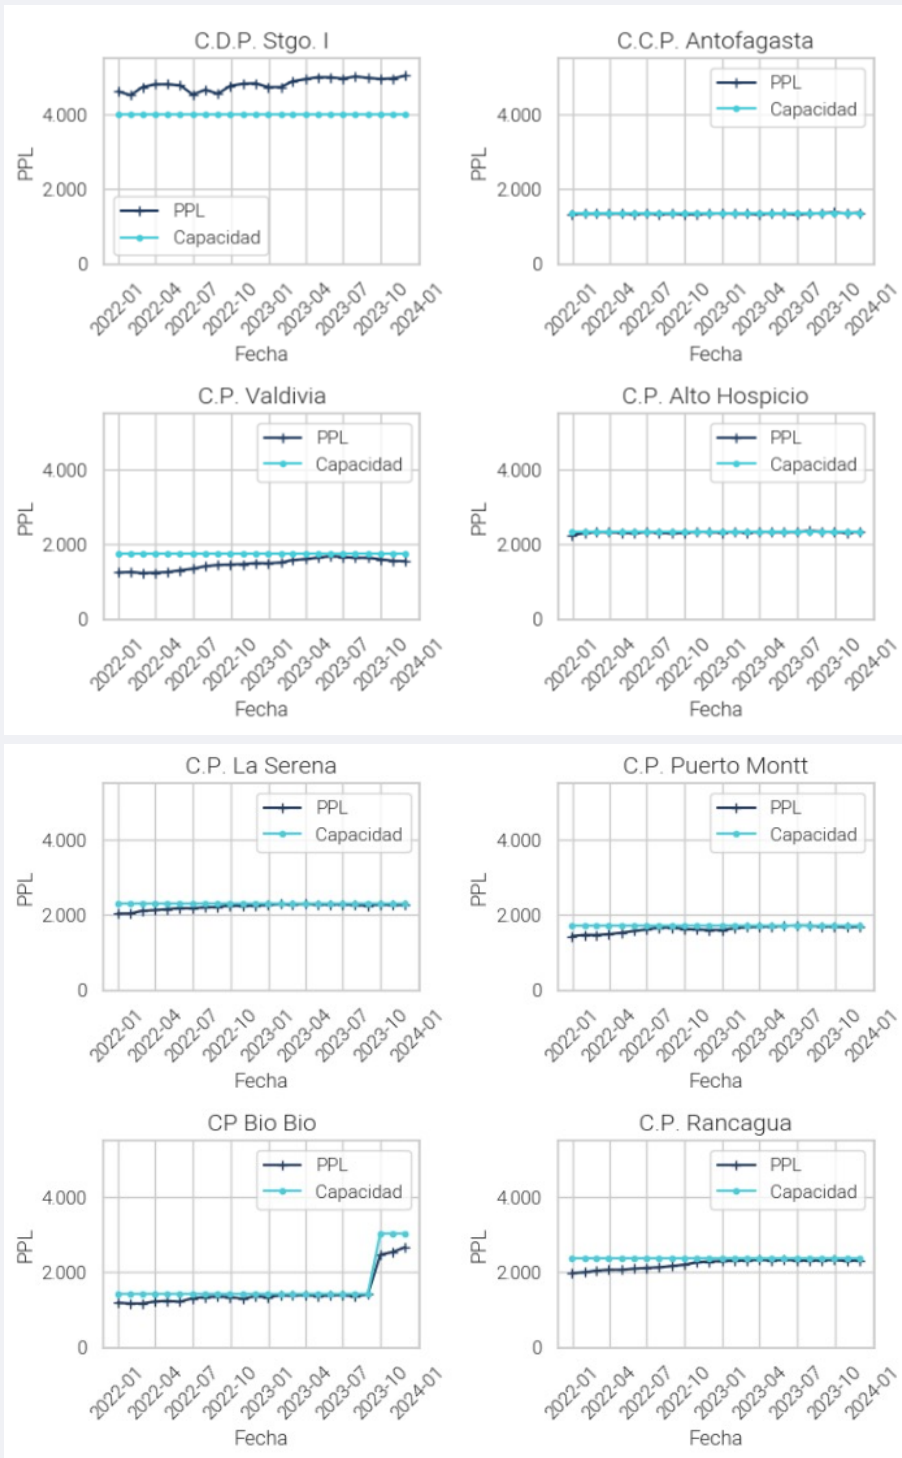 C.D.P. Stgo. I
PPL
4.000
2.000
0
PPL
Capacidad
2022-01
2022-04
2022-07
2022-10
2023-01
2023-04
2023-07
2023-10
2024-01
Fecha
C.C.P. Antofagasta
PPL
4.000
2.000
0
PPL
Capacidad
2022-01
2022-04
2022-07
2022-10
2023-01
2023-04
2023-07
2023-10
2024-01
Fecha
C.P. Valdivia
PPL
4.000
2.000
0
PPL
Capacidad
2022-01
2022-04
2022-07
2022-10
2023-01
2023-04
2023-07
2023-10
2024-01
Fecha
C.P. Alto Hospicio
PPL
4.000
2.000
0
PPL
Capacidad
2022-01
2022-04
2022-07
2022-10
2023-01
2023-04
2023-07
2023-10
2024-01
Fecha
C.P. La Serena
PPL
4.000
2.000
0
PPL
Capacidad
2022-01
2022-04
2022-07
2022-10
2023-01
2023-04
2023-07
2023-10
2024-01
Fecha
C.P. Puerto Montt
PPL
4.000
2.000
0
PPL
Capacidad
2022-01
2022-04
2022-07
2022-10
2023-01
2023-04
2023-07
2023-10
2024-01
Fecha
CP Bio Bio
PPL
4.000
2.000
0
PPL
Capacidad
2022-01
2022-04
2022-07
2022-10
2023-01
2023-04
2023-07
2023-10
2024-01
Fecha
C.P. Rancagua
PPL
4.000
2.000
0
PPL
Capacidad
2022-01
2022-04
2022-07
2022-10
2023-01
2023-04
2023-07
2023-10
2024-01
Fecha